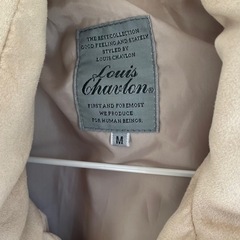 THE BEST COLLECTION
GOOD FEELING AND STATELY
STYLED BY
LOUIS CHAVLON
Louis
Chavlon®
FIRST AND FOREMOST
WE PRODUCE
FOR HUMAN BEINGR.
M